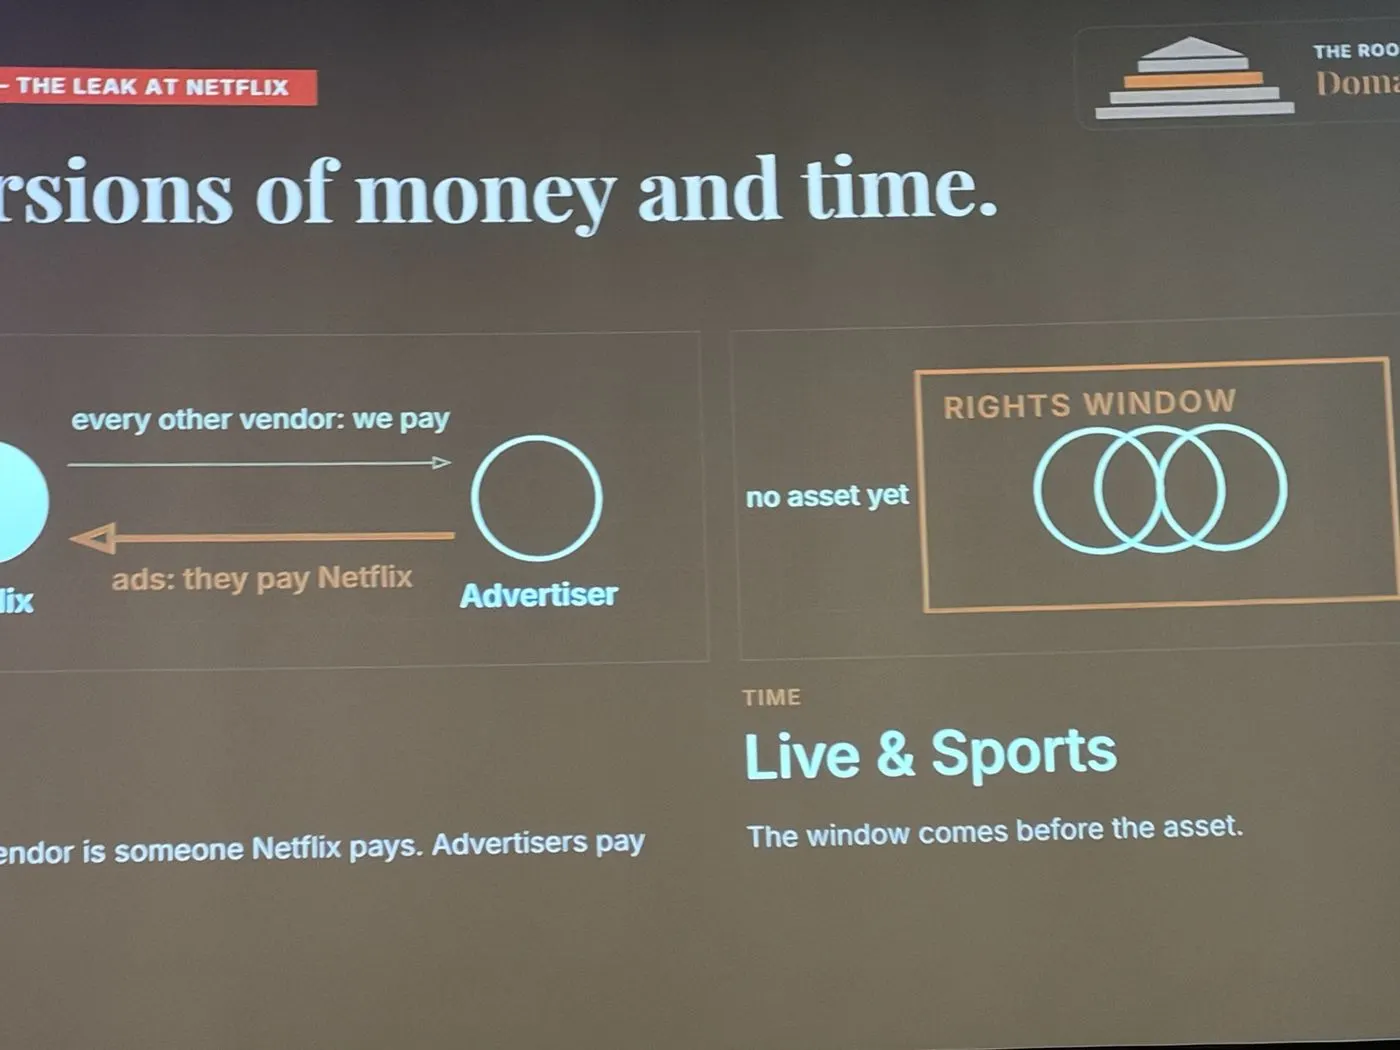 – THE LEAK AT NETFLIX
THE ROO
Doma
rsions of money and time.
every other vendor: we pay
ads: they pay Netflix
lix
Advertiser
no asset yet
RIGHTS WINDOW
endor is someone Netflix pays. Advertisers pay
TIME
Live & Sports
The window comes before the asset.